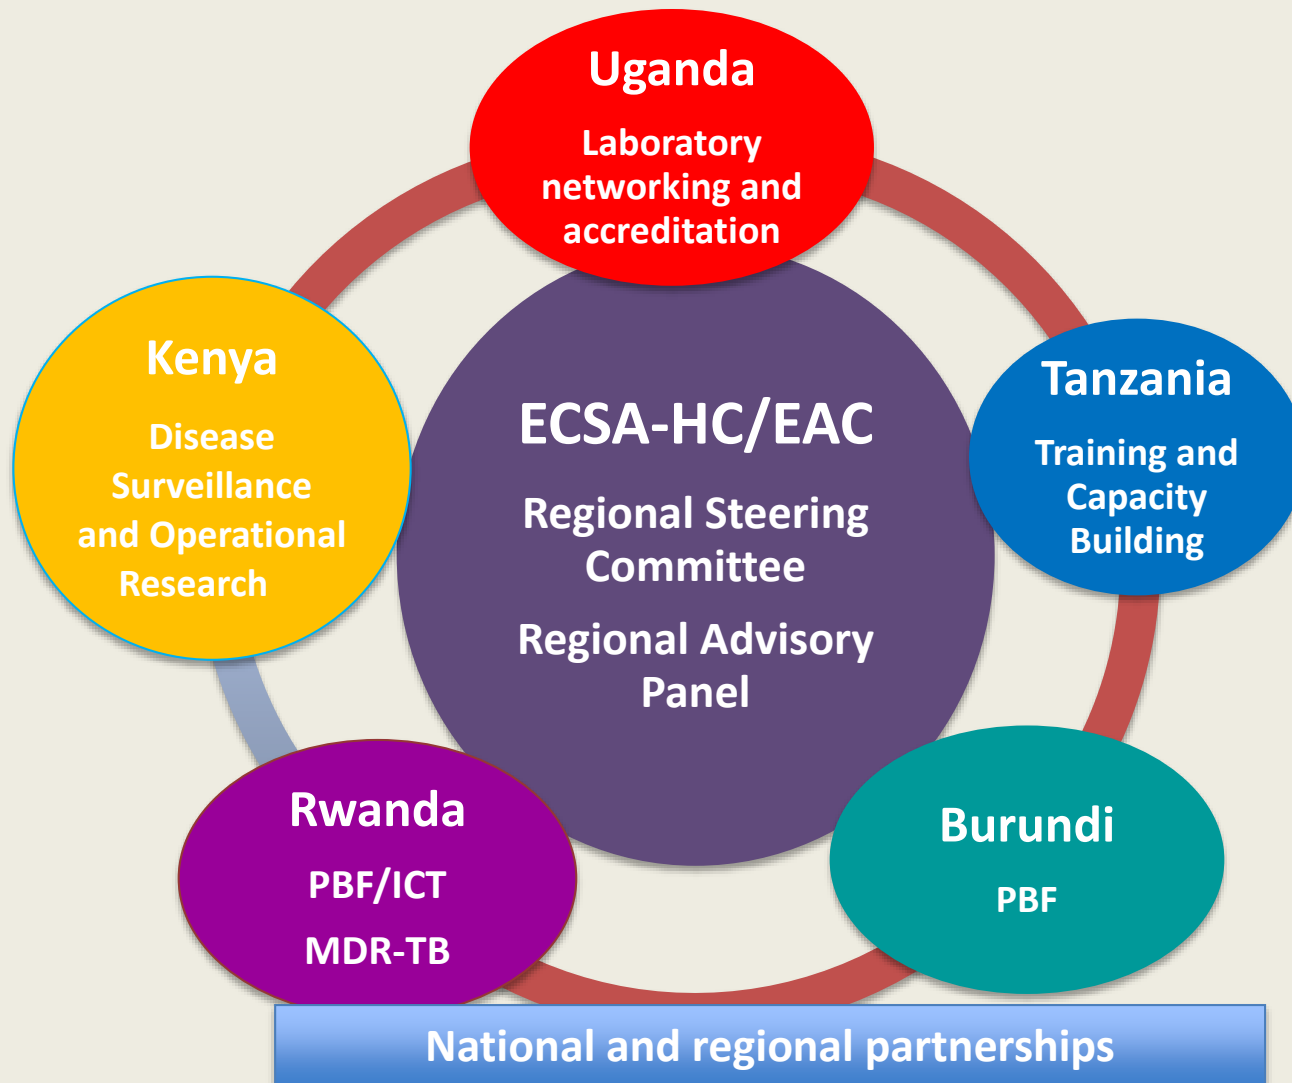 Uganda
Laboratory
networking and
accreditation
Kenya
Disease
Surveillance
and Operational
Research
ECSA-HC/EAC
Regional Steering
Committee
Regional Advisory
Panel
Tanzania
Training and
Capacity
Building
Rwanda
PBF/ICT
MDR-TB
Burundi
PBF
National and regional partnerships